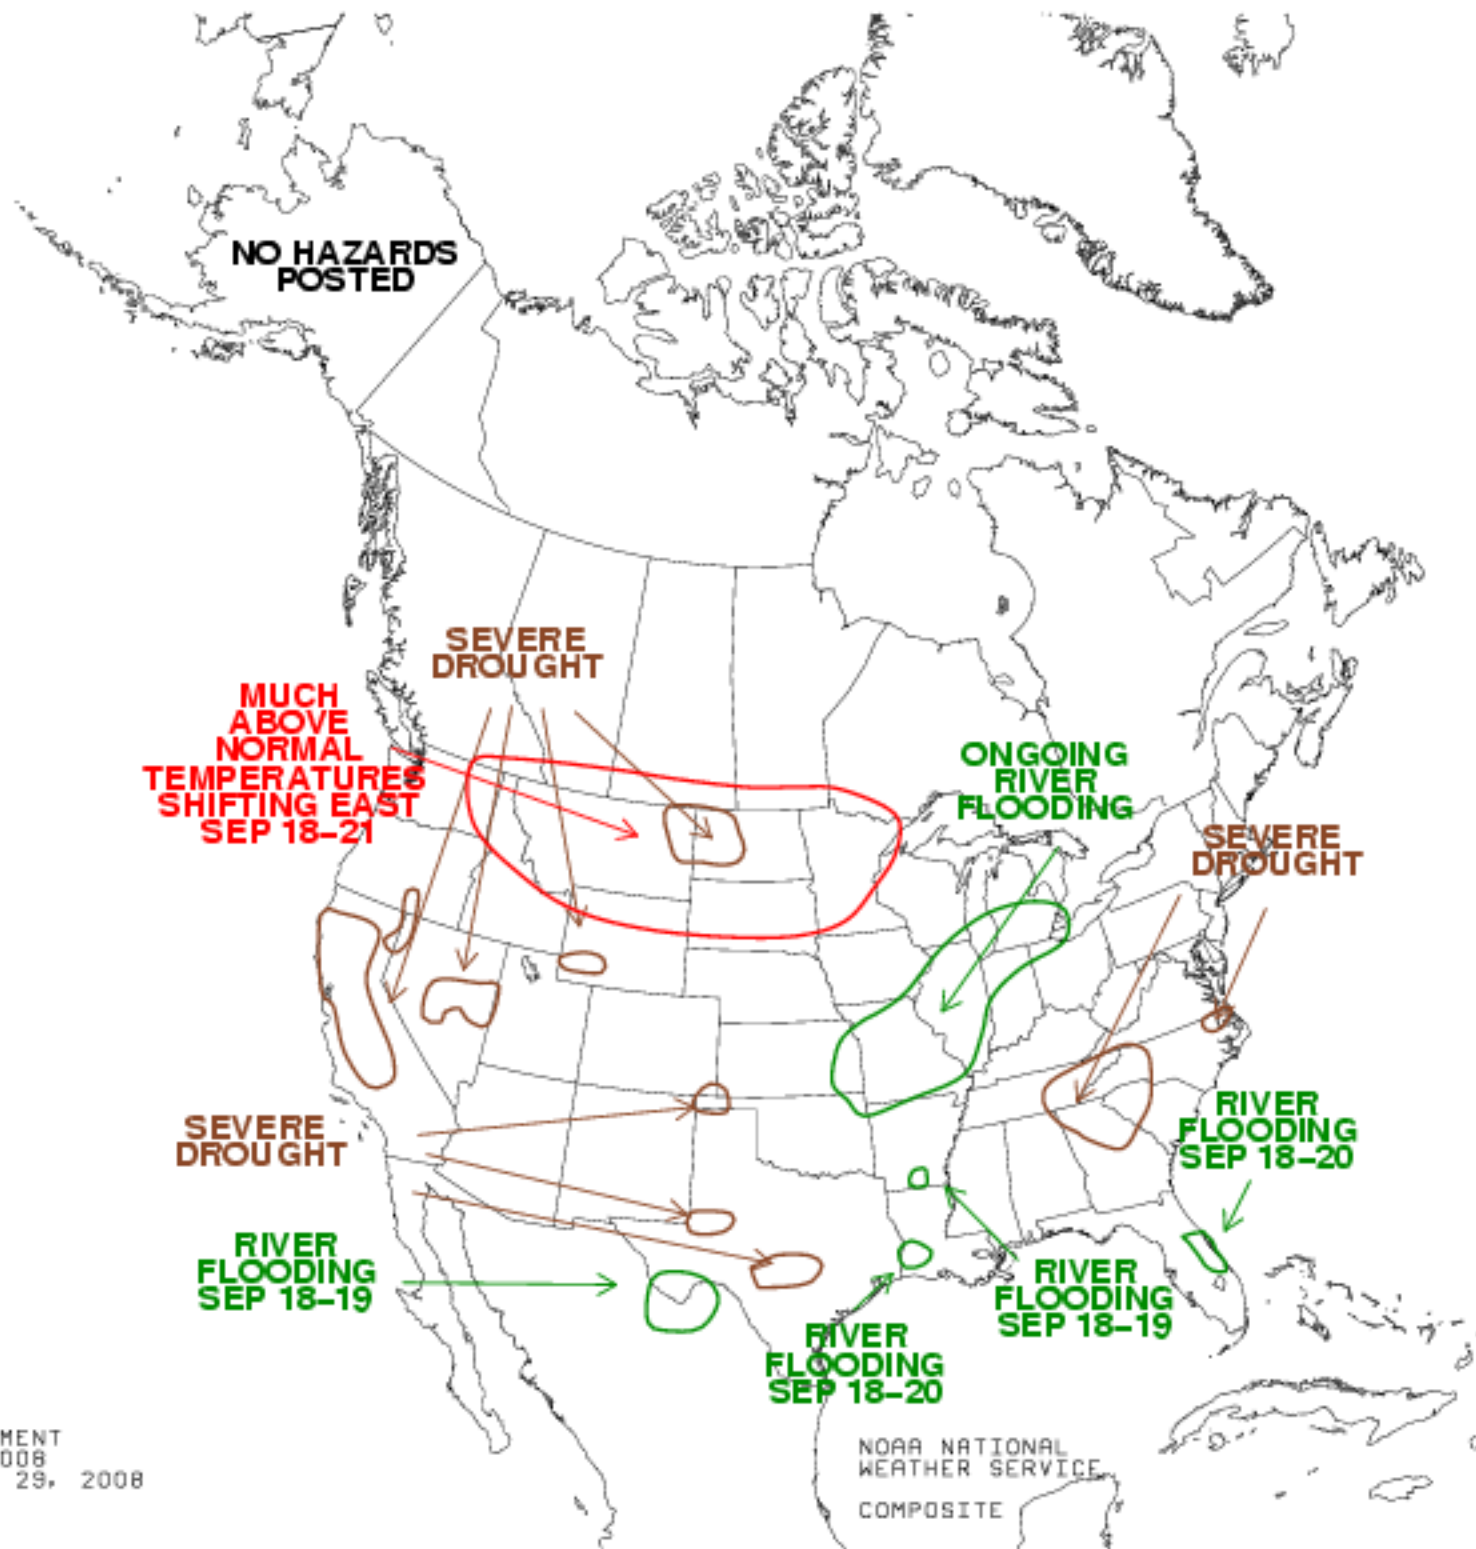 NO HAZARDS
POSTED
SEVERE
DROUGHT
MUCH
ABOVE
NORMAL
TEMPERATURES
SHIFTING EAST
SEP 18-21
ONGOING
RIVER
FLOODING
SEVERE
DROUGHT
SEVERE
DROUGHT
RIVER
FLOODING
SEP 18-20
RIVER
FLOODING
SEP 18-19
RIVER
FLOODING
SEP 18-19
RIVER
FLOODING
SEP 18-20
MENT
008
29, 2008
NOAA NATIONAL
WEATHER SERVICE
COMPOSITE